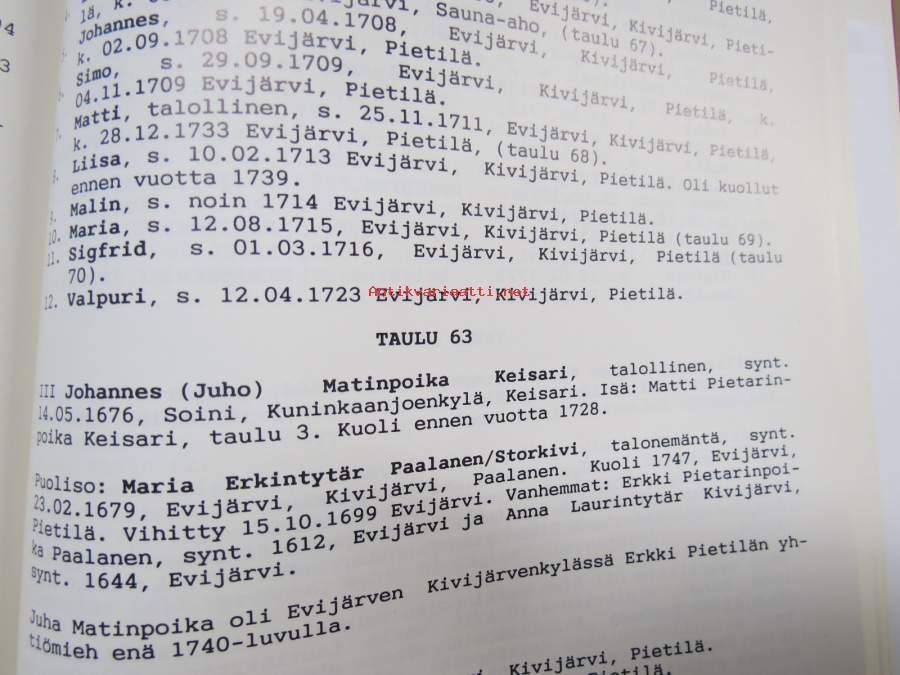 Evijärvi, Kivijärvi, Pieti-
lä, k. Evijärvi, Sauna-aho, (taulu 67).
Johannes, s. 19.04.1708, Evijärvi, Kivijärvi, Pietilä,
k. 02.09.1708 Evijärvi, Pietilä.
Simo, s. 29.09.1709, Evijärvi, Kivijärvi, Pietilä, k.
04.11.1709 Evijärvi, Pietilä.
7. Matti, talollinen, s. 25.11.1711, Evijärvi, Kivijärvi, Pietilä,
k. 28.12.1733 Evijärvi, Pietilä, (taulu 68).
8. Liisa, s. 10.02.1713 Evijärvi, Kivijärvi, Pietilä. Oli kuollut
ennen vuotta 1739.
9. Malin, s. noin 1714 Evijärvi, Kivijärvi, Pietilä.
10. Maria, s. 12.08.1715, Evijärvi, Kivijärvi, Pietilä (taulu 69).
11. Sigfrid, s. 01.03.1716, Evijärvi, Kivijärvi, Pietilä (taulu
70).
12. Valpuri, s. 12.04.1723 Evijärvi, Kivijärvi, Pietilä.
Antikvariaatti.net
TAULU 63
III Johannes (Juho) Matinpoika Keisari, talollinen, synt.
14.05.1676, Soini, Kuninkaanjoenkylä, Keisari. Isä: Matti Pietarin-
poika Keisari, taulu 3. Kuoli ennen vuotta 1728.
Puoliso: Maria Erkintytär Paalanen/Storkivi, talonemäntä, synt.
23.02.1679, Evijärvi, Kivijärvi, Paalanen. Kuoli 1747, Evijärvi,
Pietilä. Vihitty 15.10.1699 Evijärvi. Vanhemmat: Erkki Pietarinpoi-
ka Paalanen, synt. 1612, Evijärvi ja Anna Laurintytär Kivijärvi,
synt. 1644, Evijärvi.
Juha Matinpoika oli Evijärven Kivijärvenkylässä Erkki Pietilän yh-
tiömieh enä 1740-luvulla.
Kivijärvi, Pietilä.
Pietilä.